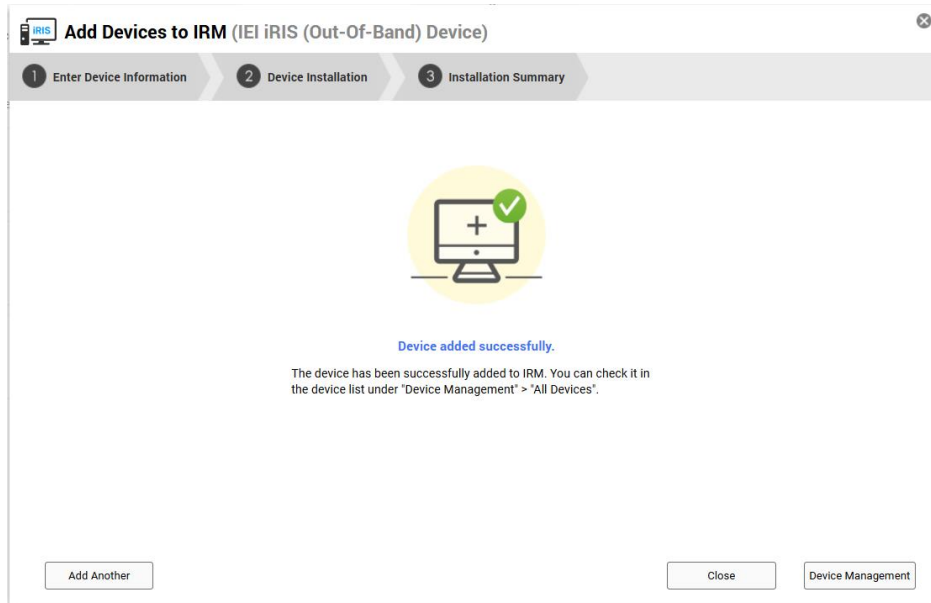 iRIS Add Devices to IRM (IEI iRIS (Out-Of-Band) Device)
1 Enter Device Information 2 Device Installation 3 Installation Summary
Device added successfully.
The device has been successfully added to IRM. You can check it in
the device list under "Device Management" > "All Devices".
Add Another Close Device Management